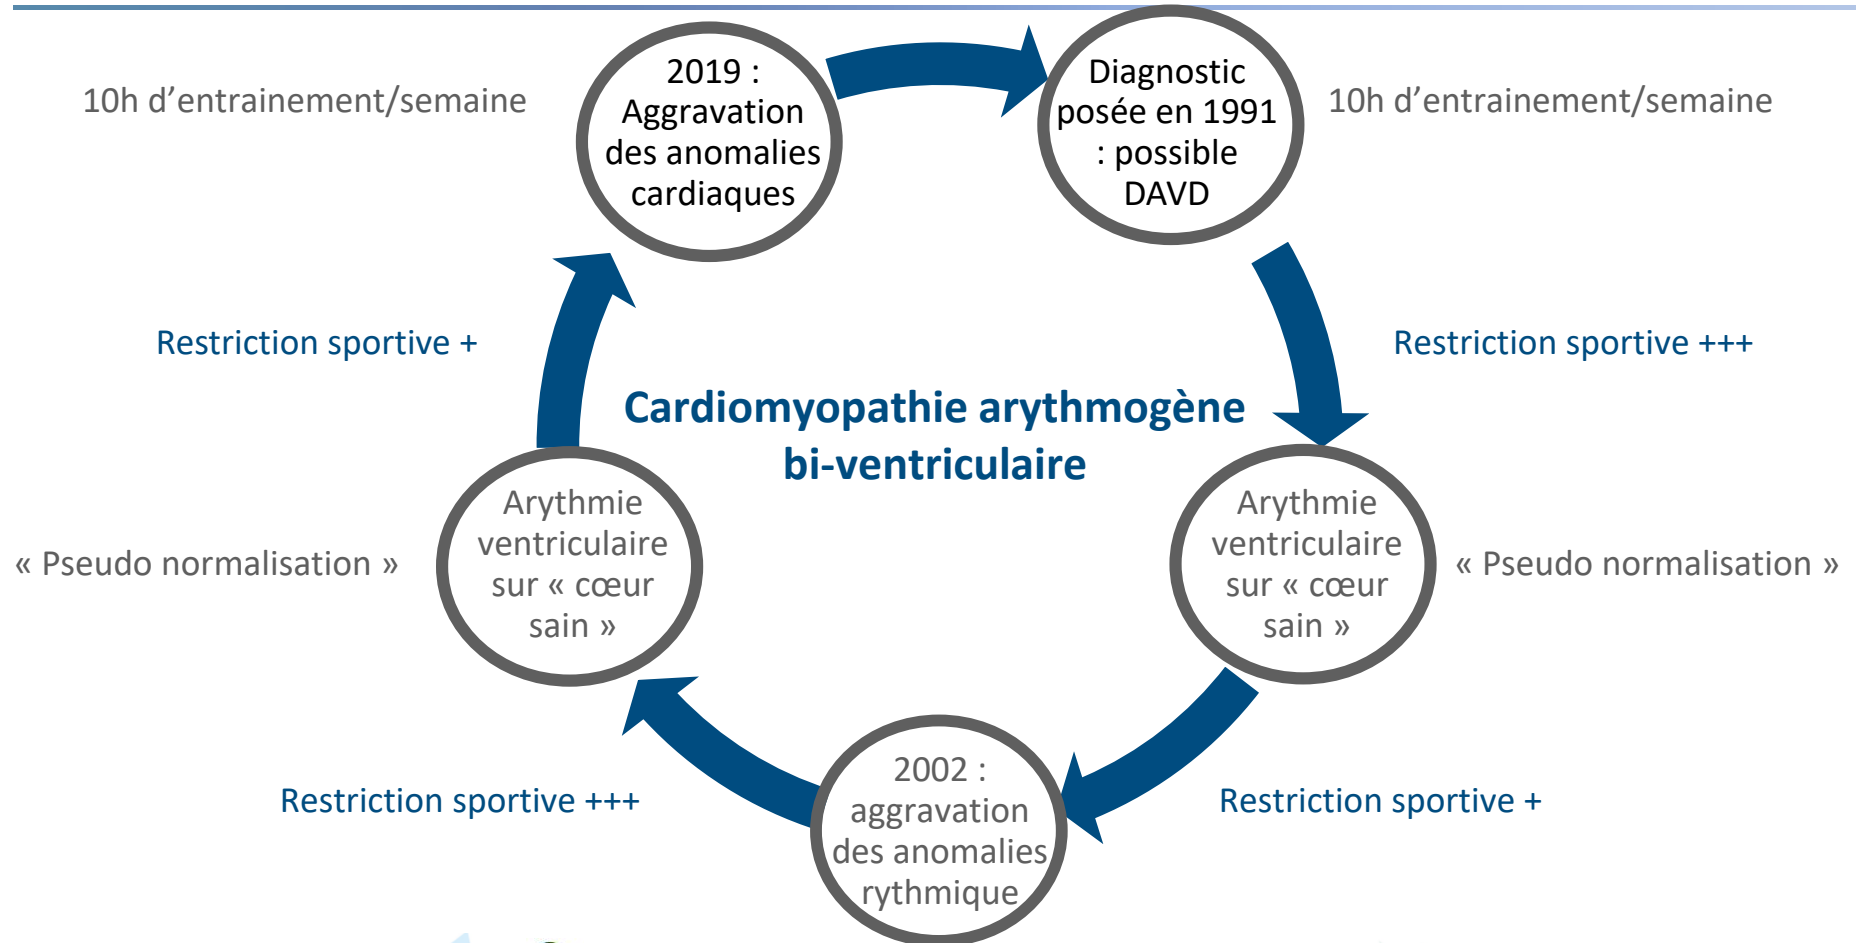 10h d’entrainement/semaine
2019 :
Aggravation
des anomalies
cardiaques
Diagnostic
posée en 1991
: possible
DAVD
10h d’entrainement/semaine
Restriction sportive +
Restriction sportive +++
Cardiomyopathie arythmogène
bi-ventriculaire
« Pseudo normalisation »
Arythmie
ventriculaire
sur « cœur
sain »
Arythmie
ventriculaire
sur « cœur
sain »
« Pseudo normalisation »
Restriction sportive +++
2002 :
aggravation
des anomalies
rythmique
Restriction sportive +